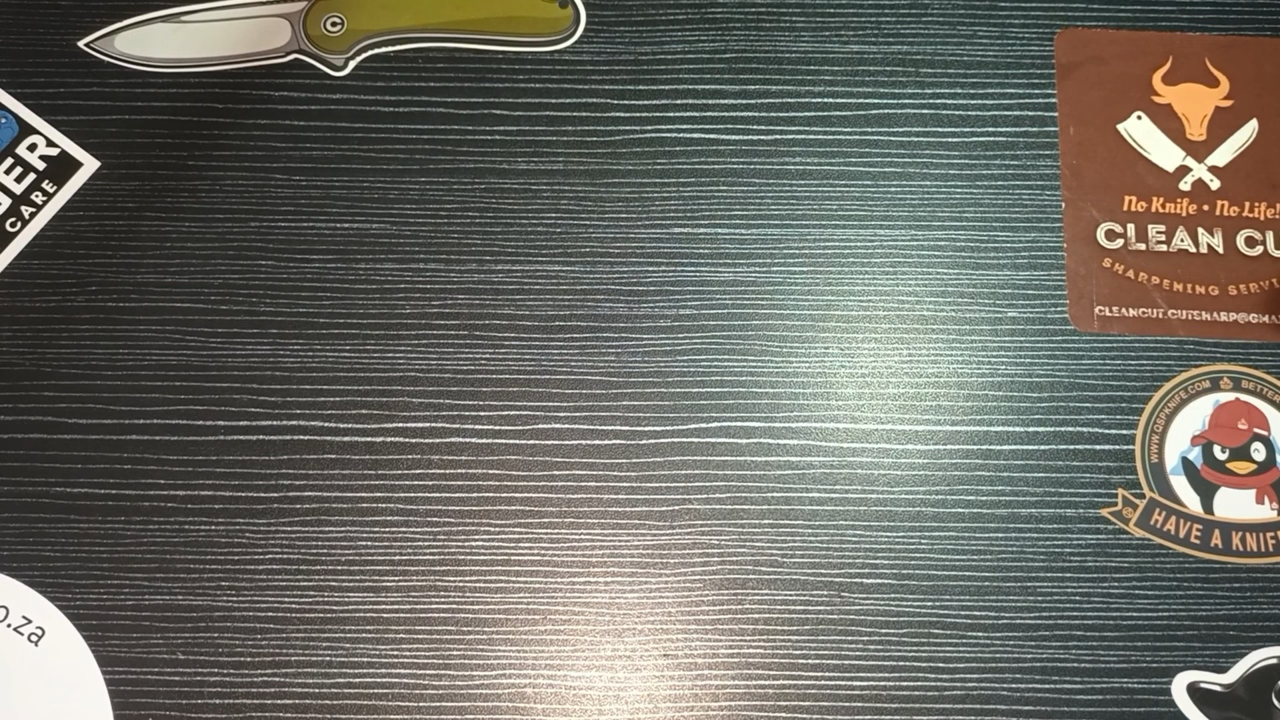 CARE
No Knife • No Life!
CLEAN CU
SHARPENING SERVI
CLEANCUT.CUTSHARP@GMA
WWW.QSPKNIFE.COM
BETTER
HAVE A KNIF
o.za